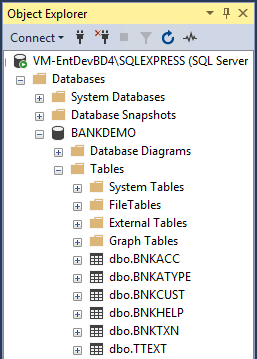 Object Explorer
Connect
VM-EntDevBD4\SQLEXPRESS (SQL Server
Databases
System Databases
Database Snapshots
BANKDEMO
Database Diagrams
Tables
System Tables
FileTables
External Tables
Graph Tables
dbo.BNKACC
dbo.BNKATYPE
dbo.BNKCUST
dbo.BNKHELP
dbo.BNKTXN
dbo.TTEXT